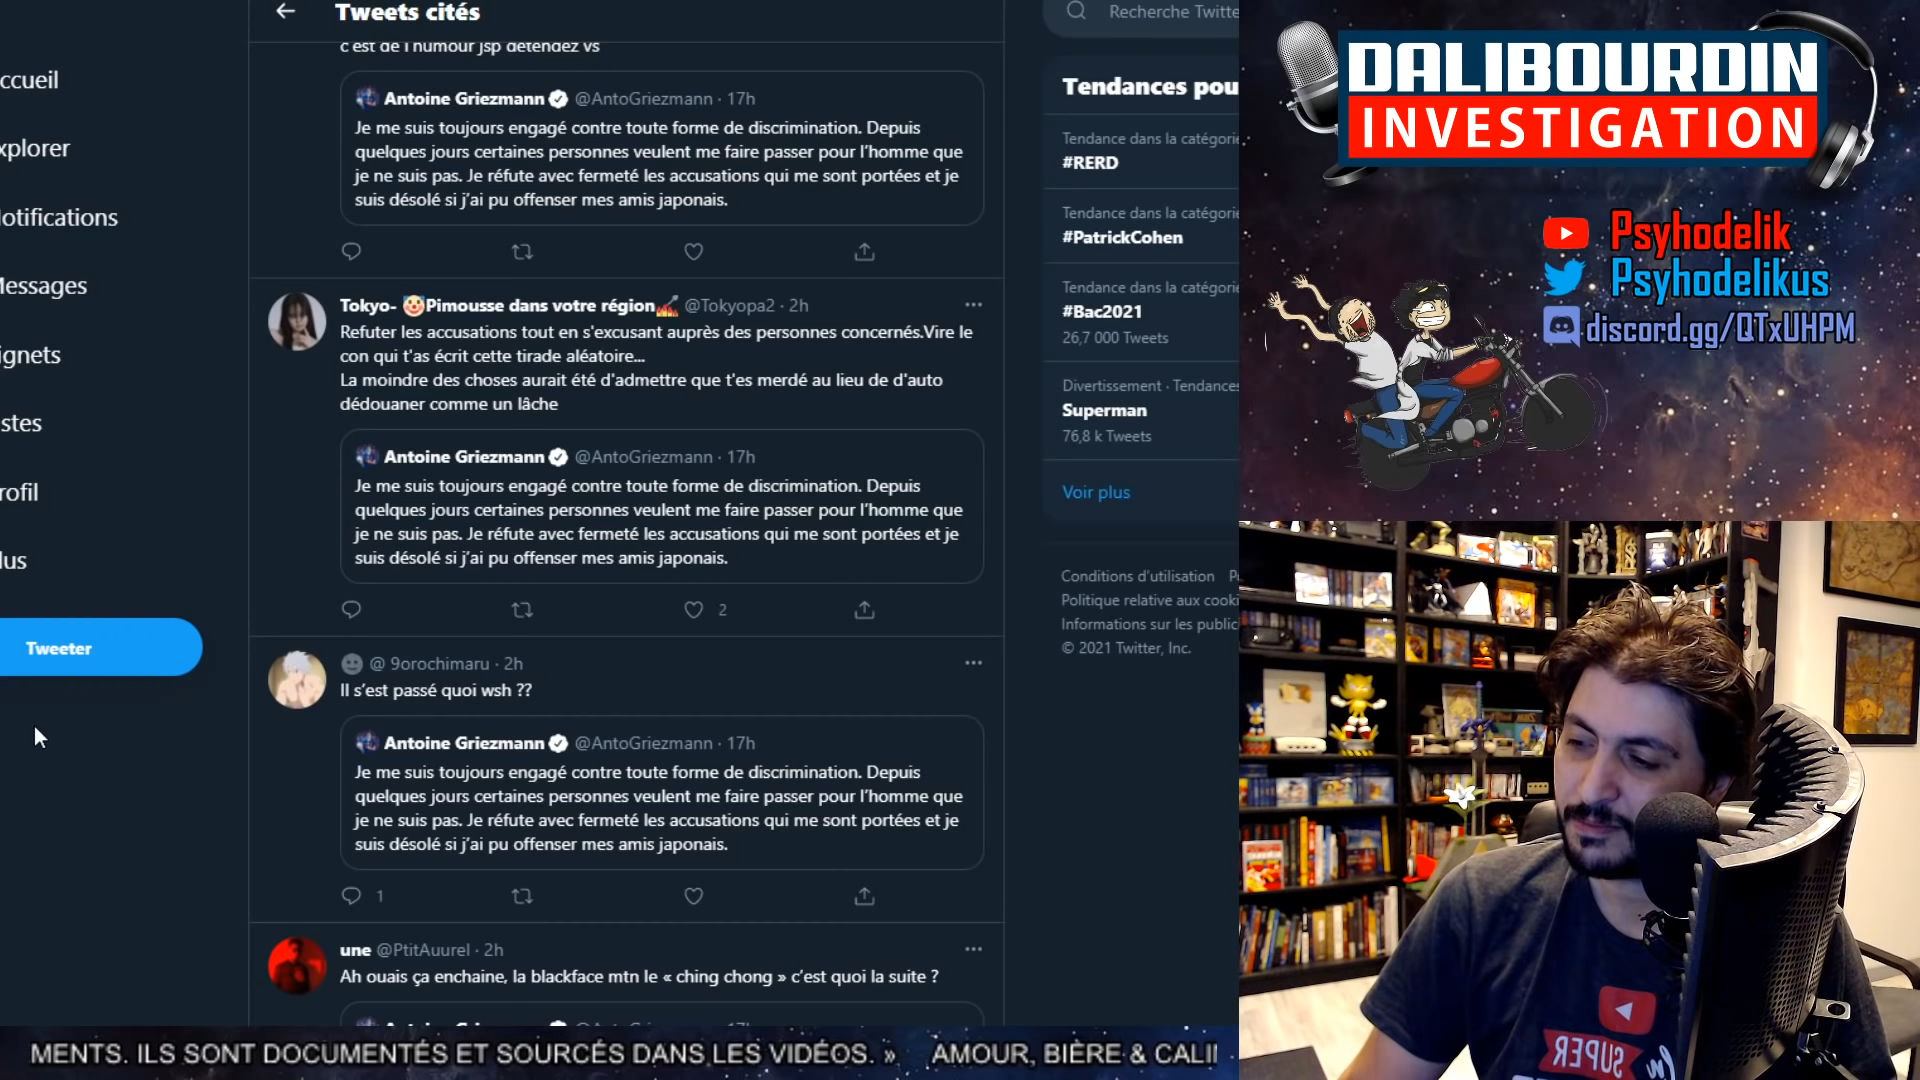 Tweets cités
c'est de l'humour jsp détendez vs
Antoine Griezmann @AntoGriezmann · 17h
Je me suis toujours engagé contre toute forme de discrimination. Depuis
quelques jours certaines personnes veulent me faire passer pour l'homme que
je ne suis pas. Je réfute avec fermeté les accusations qui me sont portées et je
suis désolé si j'ai pu offenser mes amis japonais.
Tokyo- 🤡Pimousse dans votre région @Tokyopa2 · 2h
Refuter les accusations tout en s'excusant auprès des personnes concernés.Vire le
con qui t'as écrit cette tirade aléatoire...
La moindre des choses aurait été d'admettre que t'es merdé au lieu de d'auto
dédouaner comme un lâche
Antoine Griezmann @AntoGriezmann · 17h
Je me suis toujours engagé contre toute forme de discrimination. Depuis
quelques jours certaines personnes veulent me faire passer pour l'homme que
je ne suis pas. Je réfute avec fermeté les accusations qui me sont portées et je
suis désolé si j'ai pu offenser mes amis japonais.
2
@ 9orochimaru · 2h
Il s'est passé quoi wsh ??
Antoine Griezmann @AntoGriezmann · 17h
Je me suis toujours engagé contre toute forme de discrimination. Depuis
quelques jours certaines personnes veulent me faire passer pour l'homme que
je ne suis pas. Je réfute avec fermeté les accusations qui me sont portées et je
suis désolé si j'ai pu offenser mes amis japonais.
1
une @PtitAuurel · 2h
Ah ouais ça enchaine, la blackface mtn le « ching chong » c'est quoi la suite ?
ccueil
xplorer
lotifications
Messages
ignets
stes
rofil
lus
Tweeter
Recherche Twitte
Tendances pou
Tendance dans la catégorie
#RERD
Tendance dans la catégorie
#PatrickCohen
Tendance dans la catégorie
#Bac2021
26,7 000 Tweets
Divertissement · Tendances
Superman
76,8 k Tweets
Voir plus
Conditions d'utilisation P
Politique relative aux cooki
Informations sur les public
© 2021 Twitter, Inc.
DALIBOURDIN
INVESTIGATION
Psyhodelik
Psyhodelikus
discord.gg/QTxUHPM
SUPER
MENTS. ILS SONT DOCUMENTÉS ET SOURCÉS DANS LES VIDÉOS. » AMOUR, BIÈRE & CALI